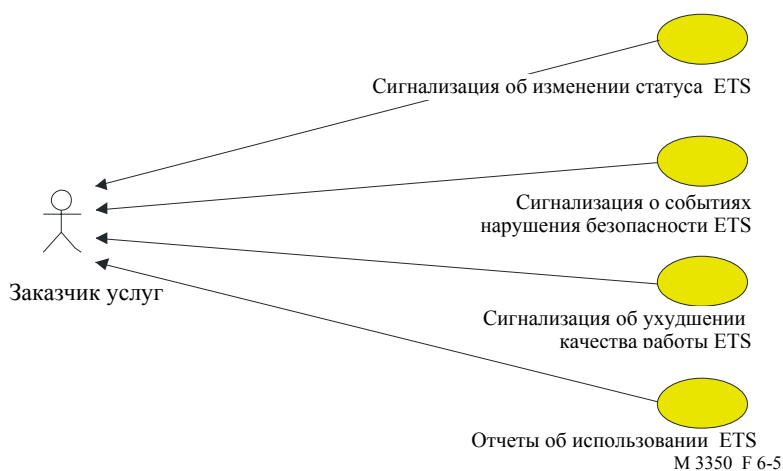 Сигнализация об изменении статуса ETS
Сигнализация о событиях
нарушения безопасности ETS
Заказчик услуг
Сигнализация об ухудшении
качества работы ETS
Отчеты об использовании ETS
M 3350_F 6-5